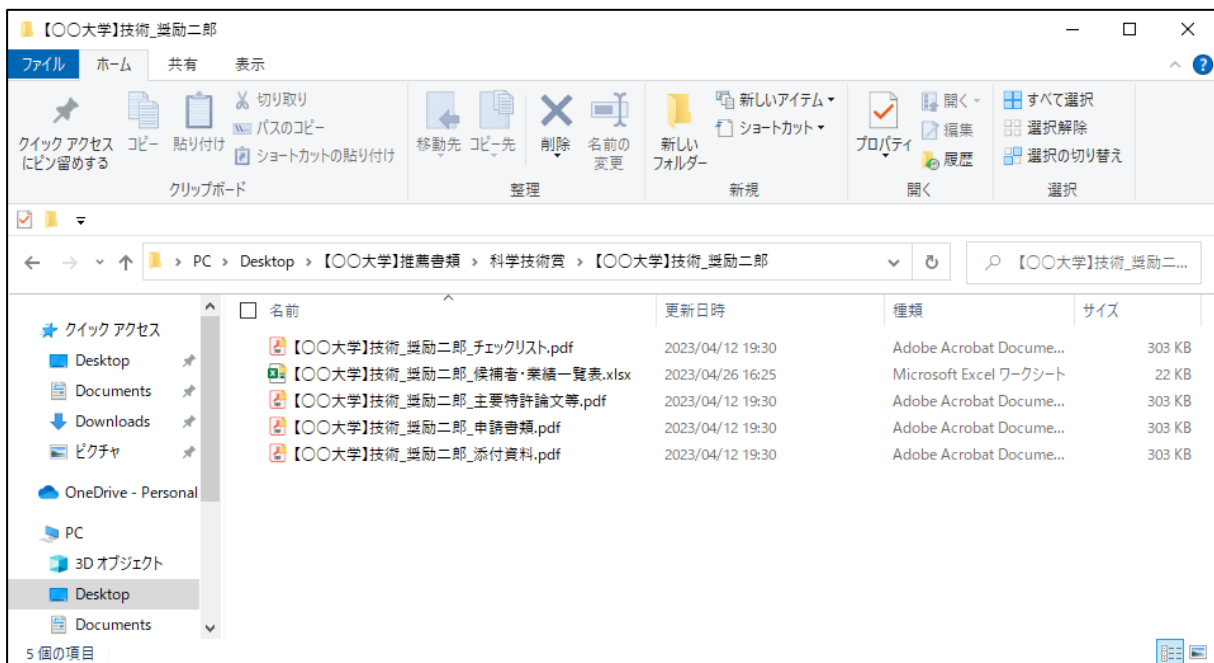 【〇〇大学】技術_奨励二郎
ファイル ホーム 共有 表示
クイック アクセスにピン留めする コピー 貼り付け 切り取り パスのコピー ショートカットの貼り付け
クリップボード
移動先 コピー先 削除 名前の変更
整理
新しいフォルダー 新しいアイテム ショートカット
新規
プロパティ 開く 編集 履歴
開く
すべて選択 選択解除 選択の切り替え
選択
PC › Desktop › 【〇〇大学】推薦書類 › 科学技術賞 › 【〇〇大学】技術_奨励二郎
【〇〇大学】技術_奨励二...
名前 更新日時 種類 サイズ
【〇〇大学】技術_奨励二郎_チェックリスト.pdf 2023/04/12 19:30 Adobe Acrobat Docume... 303 KB
【〇〇大学】技術_奨励二郎_候補者・業績一覧表.xlsx 2023/04/26 16:25 Microsoft Excel ワークシート 22 KB
【〇〇大学】技術_奨励二郎_主要特許論文等.pdf 2023/04/12 19:30 Adobe Acrobat Docume... 303 KB
【〇〇大学】技術_奨励二郎_申請書類.pdf 2023/04/12 19:30 Adobe Acrobat Docume... 303 KB
【〇〇大学】技術_奨励二郎_添付資料.pdf 2023/04/12 19:30 Adobe Acrobat Docume... 303 KB
クイック アクセス
Desktop
Documents
Downloads
ピクチャ
OneDrive - Personal
PC
3D オブジェクト
Desktop
Documents
5 個の項目